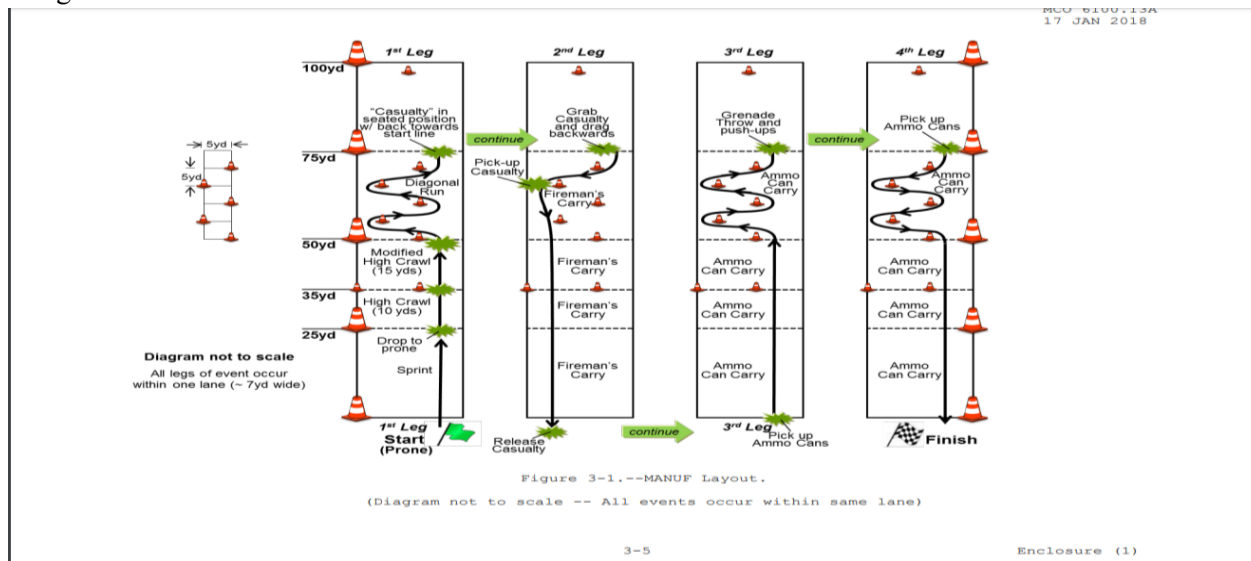 MCO 6100.13A
17 JAN 2018
1st Leg
2nd Leg
3rd Leg
4th Leg
100yd
"Casualty" in
seated position
w/ back towards
start line
continue
Grab
Casualty
and drag
backwards
Grenade
Throw and
push-ups
continue
Pick up
Ammo Cans
75yd
5yd
5yd
Diagonal
Run
Pick-up
Casualty
Fireman's
Carry
Ammo
Can
Carry
Ammo
Can
Carry
50yd
Modified
High Crawl
(15 yds)
Fireman's
Carry
Ammo
Can Carry
Ammo
Can Carry
35yd
High Crawl
(10 yds)
Fireman's
Carry
Ammo
Can Carry
Ammo
Can Carry
25yd
Drop to
prone
Sprint
Fireman's
Carry
Ammo
Can Carry
Ammo
Can Carry
Diagram not to scale
All legs of event occur
within one lane (~ 7yd wide)
1st Leg
Start
(Prone)
Release
Casualty
continue
3rd Leg
Pick up
Ammo Cans
Finish
Figure 3-1.--MANUF Layout.
(Diagram not to scale -- All events occur within same lane)
3-5
Enclosure (1)